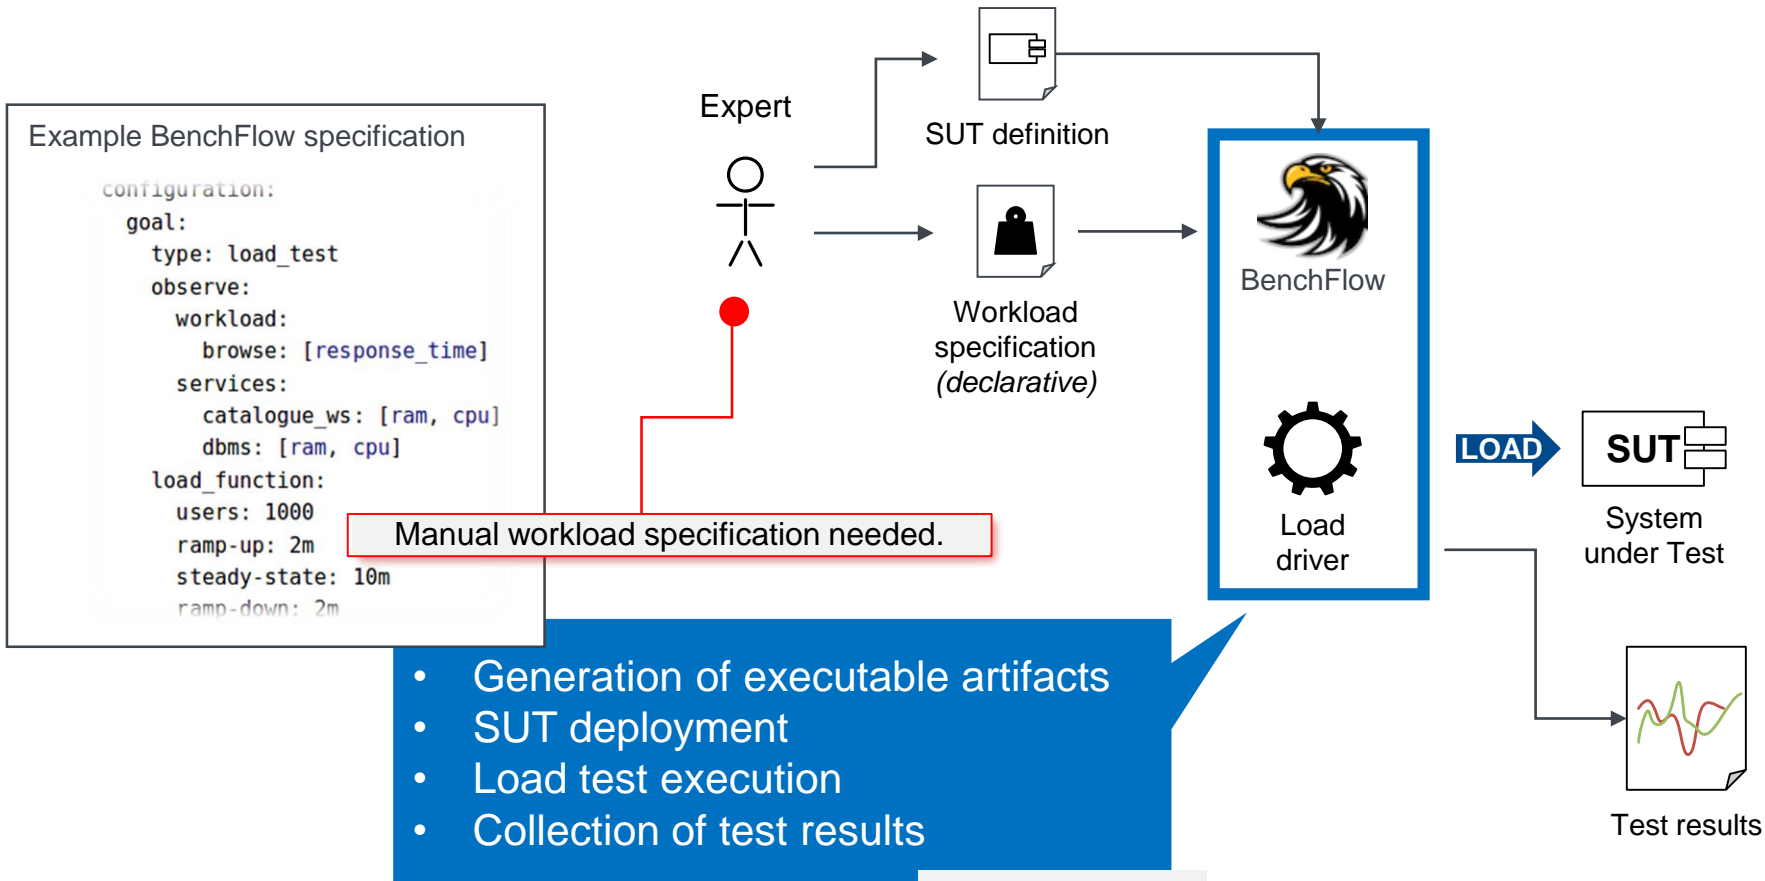 Example BenchFlow specification
configuration:
goal:
type: load_test
observe:
workload:
browse: [response_time]
services:
catalogue_ws: [ram, cpu]
dbms: [ram, cpu]
load_function:
users: 1000
ramp-up: 2m
steady-state: 10m
ramp-down: 2m
Expert
SUT definition
Workload
specification
(declarative)
Manual workload specification needed.
BenchFlow
Load
driver
LOAD
SUT
System
under Test
Test results
• Generation of executable artifacts
• SUT deployment
• Load test execution
• Collection of test results